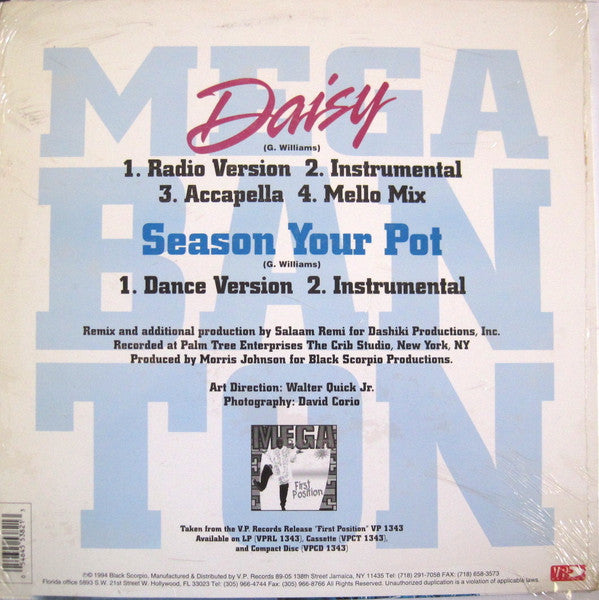 MEGA
BAN
TON
Daisy
(G. Williams)
1. Radio Version 2. Instrumental
3. Accapella 4. Mello Mix
Season Your Pot
(G. Williams)
1. Dance Version 2. Instrumental
Remix and additional production by Salaam Remi for Dashiki Productions, Inc.
Recorded at Palm Tree Enterprises The Crib Studio, New York, NY
Produced by Morris Johnson for Black Scorpio Productions.
Art Direction: Walter Quick Jr.
Photography: David Corio
MEGA
First
Position
Taken from the V.P. Records Release "First Position" VP 1343
Available on LP (VPRL 1343), Cassette (VPCT 1343)
and Compact Disc (VPCD 1343)
℗© 1994 Black Scorpio, Manufactured & Distributed by V.P. Records 89-05 138th Street Jamaica, NY 11435 Tel: (718) 291-7058 FAX: (718) 658-3573
Florida office 5893 S.W. 21st Street W. Hollywood, Fl. 33023 Tel: (305) 966-4744 Fax: (305) 966-8766 All Rights Reserved. Unauthorized duplication is a violation of applicable laws.